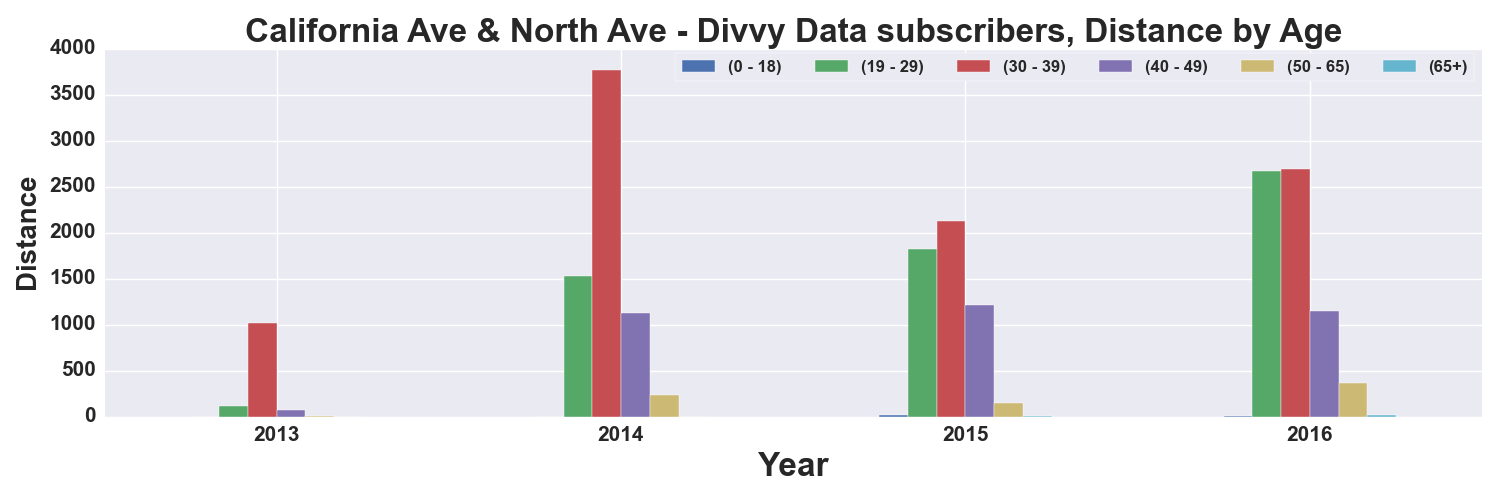 California Ave & North Ave - Divvy Data subscribers, Distance by Age
(0 - 18) (19 - 29) (30 - 39) (40 - 49) (50 - 65) (65+)
Distance
4000
3500
3000
2500
2000
1500
1000
500
0
2013 2014 2015 2016
Year